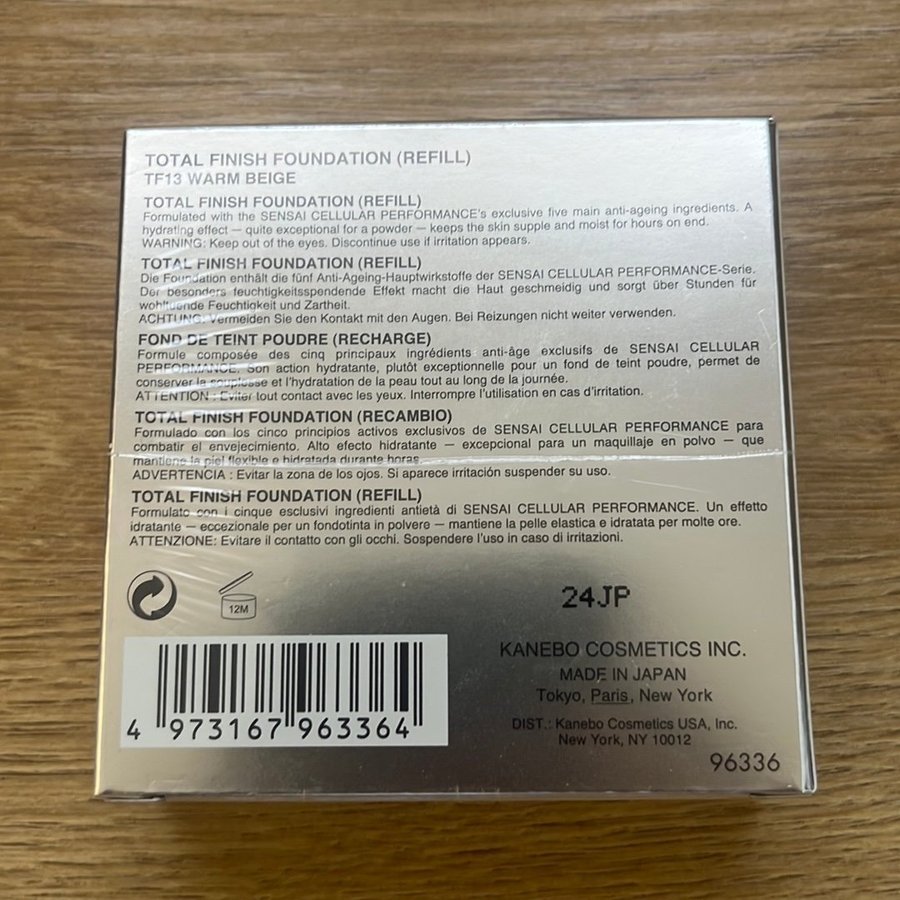 TOTAL FINISH FOUNDATION (REFILL)
TF13 WARM BEIGE
TOTAL FINISH FOUNDATION (REFILL)
Formulated with the SENSAI CELLULAR PERFORMANCE's exclusive five main anti-ageing ingredients. A
hydrating effect — quite exceptional for a powder — keeps the skin supple and moist for hours on end.
WARNING: Keep out of the eyes. Discontinue use if irritation appears.
TOTAL FINISH FOUNDATION (REFILL)
Die Foundation enthält die fünf Anti-Ageing-Hauptwirkstoffe der SENSAI CELLULAR PERFORMANCE-Serie.
Der besonders feuchtigkeitsspendende Effekt macht die Haut geschmeidig und sorgt über Stunden für
wohltuende Feuchtigkeit und Zartheit.
ACHTUNG: Vermeiden Sie den Kontakt mit den Augen. Bei Reizungen nicht weiter verwenden.
FOND DE TEINT POUDRE (RECHARGE)
Formule composée des cinq principaux ingrédients anti-âge exclusifs de SENSAI CELLULAR
PERFORMANCE. Son action hydratante, plutôt exceptionnelle pour un fond de teint poudre, permet de
conserver la souplesse et l'hydratation de la peau tout au long de la journée.
ATTENTION : Eviter tout contact avec les yeux. Interrompre l'utilisation en cas d'irritation.
TOTAL FINISH FOUNDATION (RECAMBIO)
Formulado con los cinco principios activos exclusivos de SENSAI CELLULAR PERFORMANCE para
combatir el envejecimiento. Alto efecto hidratante — excepcional para un maquillaje en polvo — que
mantiene la piel flexible e hidratada durante horas.
ADVERTENCIA : Evitar la zona de los ojos. Si aparece irritación suspender su uso.
TOTAL FINISH FOUNDATION (REFILL)
Formulato con i cinque esclusivi ingredienti antietà di SENSAI CELLULAR PERFORMANCE. Un effetto
idratante — eccezionale per un fondotinta in polvere — mantiene la pelle elastica e idratata per molte ore.
ATTENZIONE: Evitare il contatto con gli occhi. Sospendere l'uso in caso di irritazioni.
12M
24JP
KANEBO COSMETICS INC.
MADE IN JAPAN
Tokyo, Paris, New York
DIST.: Kanebo Cosmetics USA, Inc.
New York, NY 10012
4 973167 963364
96336